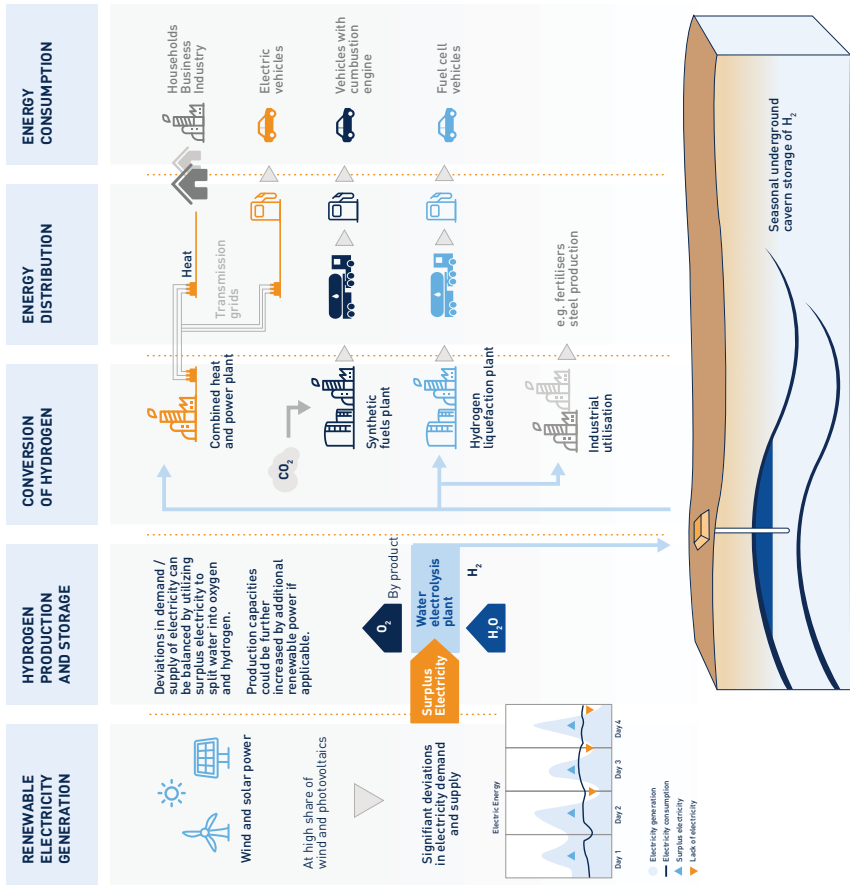 RENEWABLE
ELECTRICITY
GENERATION
HYDROGEN
PRODUCTION
AND STORAGE
CONVERSION
OF HYDROGEN
ENERGY
DISTRIBUTION
ENERGY
CONSUMPTION
Wind and solar power
At high share of
wind and photovoltaics
Signifiant deviations
in electricity demand
and supply
Electric Energy
Day 1
Day 2
Day 3
Day 4
Electricity generation
Electricity consumption
Surplus electricity
Lack of electricity
Deviations in demand /
supply of electricity can
be balanced by utilizing
surplus electricity to
split water into oxygen
and hydrogen.
Production capacities
could be further
increased by additional
renewable power if
applicable.
O₂
By product
Surplus
Electricity
Water
electrolysis
plant
H₂
H₂O
Combined heat
and power plant
CO₂
Synthetic
fuels plant
Hydrogen
liquefaction plant
Industrial
utilisation
Heat
Transmission
grids
e.g. fertilisers
steel production
Households
Business
Industry
Electric
vehicles
Vehicles with
cumbustion
engine
Fuel cell
vehicles
Seasonal underground
cavern storage of H₂